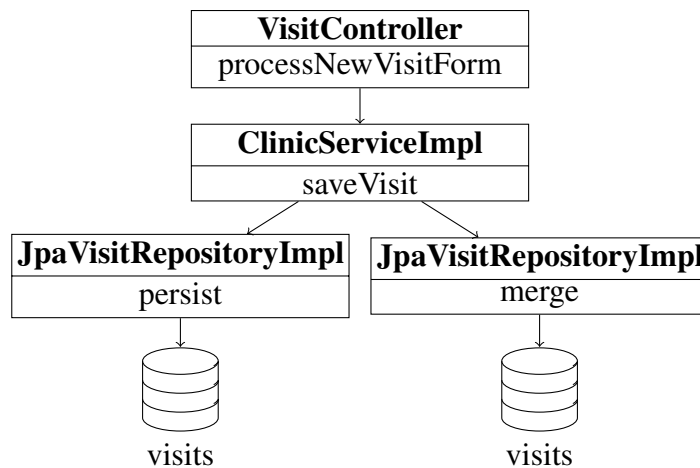 VisitController
processNewVisitForm
ClinicServiceImpl
saveVisit
JpaVisitRepositoryImpl
persist
JpaVisitRepositoryImpl
merge
visits
visits